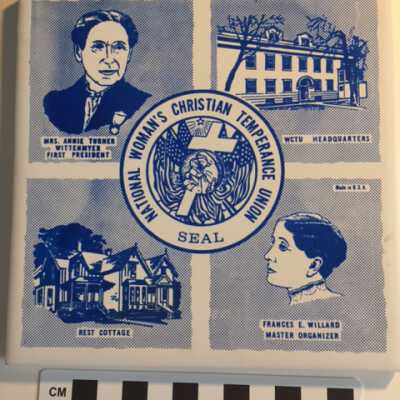 MRS. ANNIE TURNER
WITTENMYER
FIRST PRESIDENT
WCTU HEADQUARTERS
NATIONAL WOMAN'S CHRISTIAN TEMPERANCE UNION
SEAL
Made in U.S.A.
REST COTTAGE
FRANCES E. WILLARD
MASTER ORGANIZER
CM